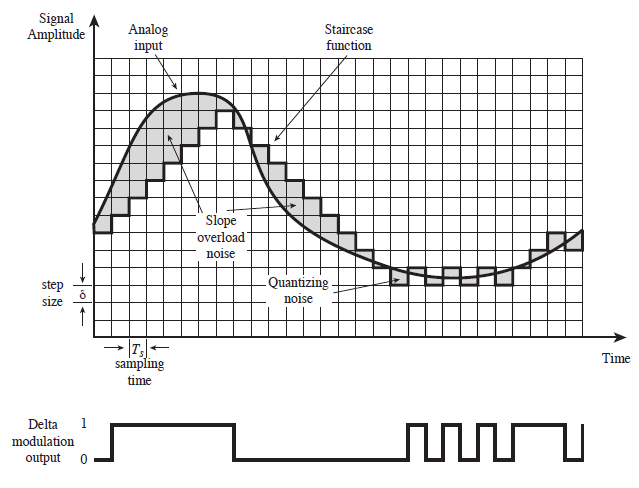 Signal
Amplitude
Analog
input
Staircase
function
Slope
overload
noise
Quantizing
noise
step
size
δ
Ts
sampling
time
Time
Delta
modulation
output
1
0